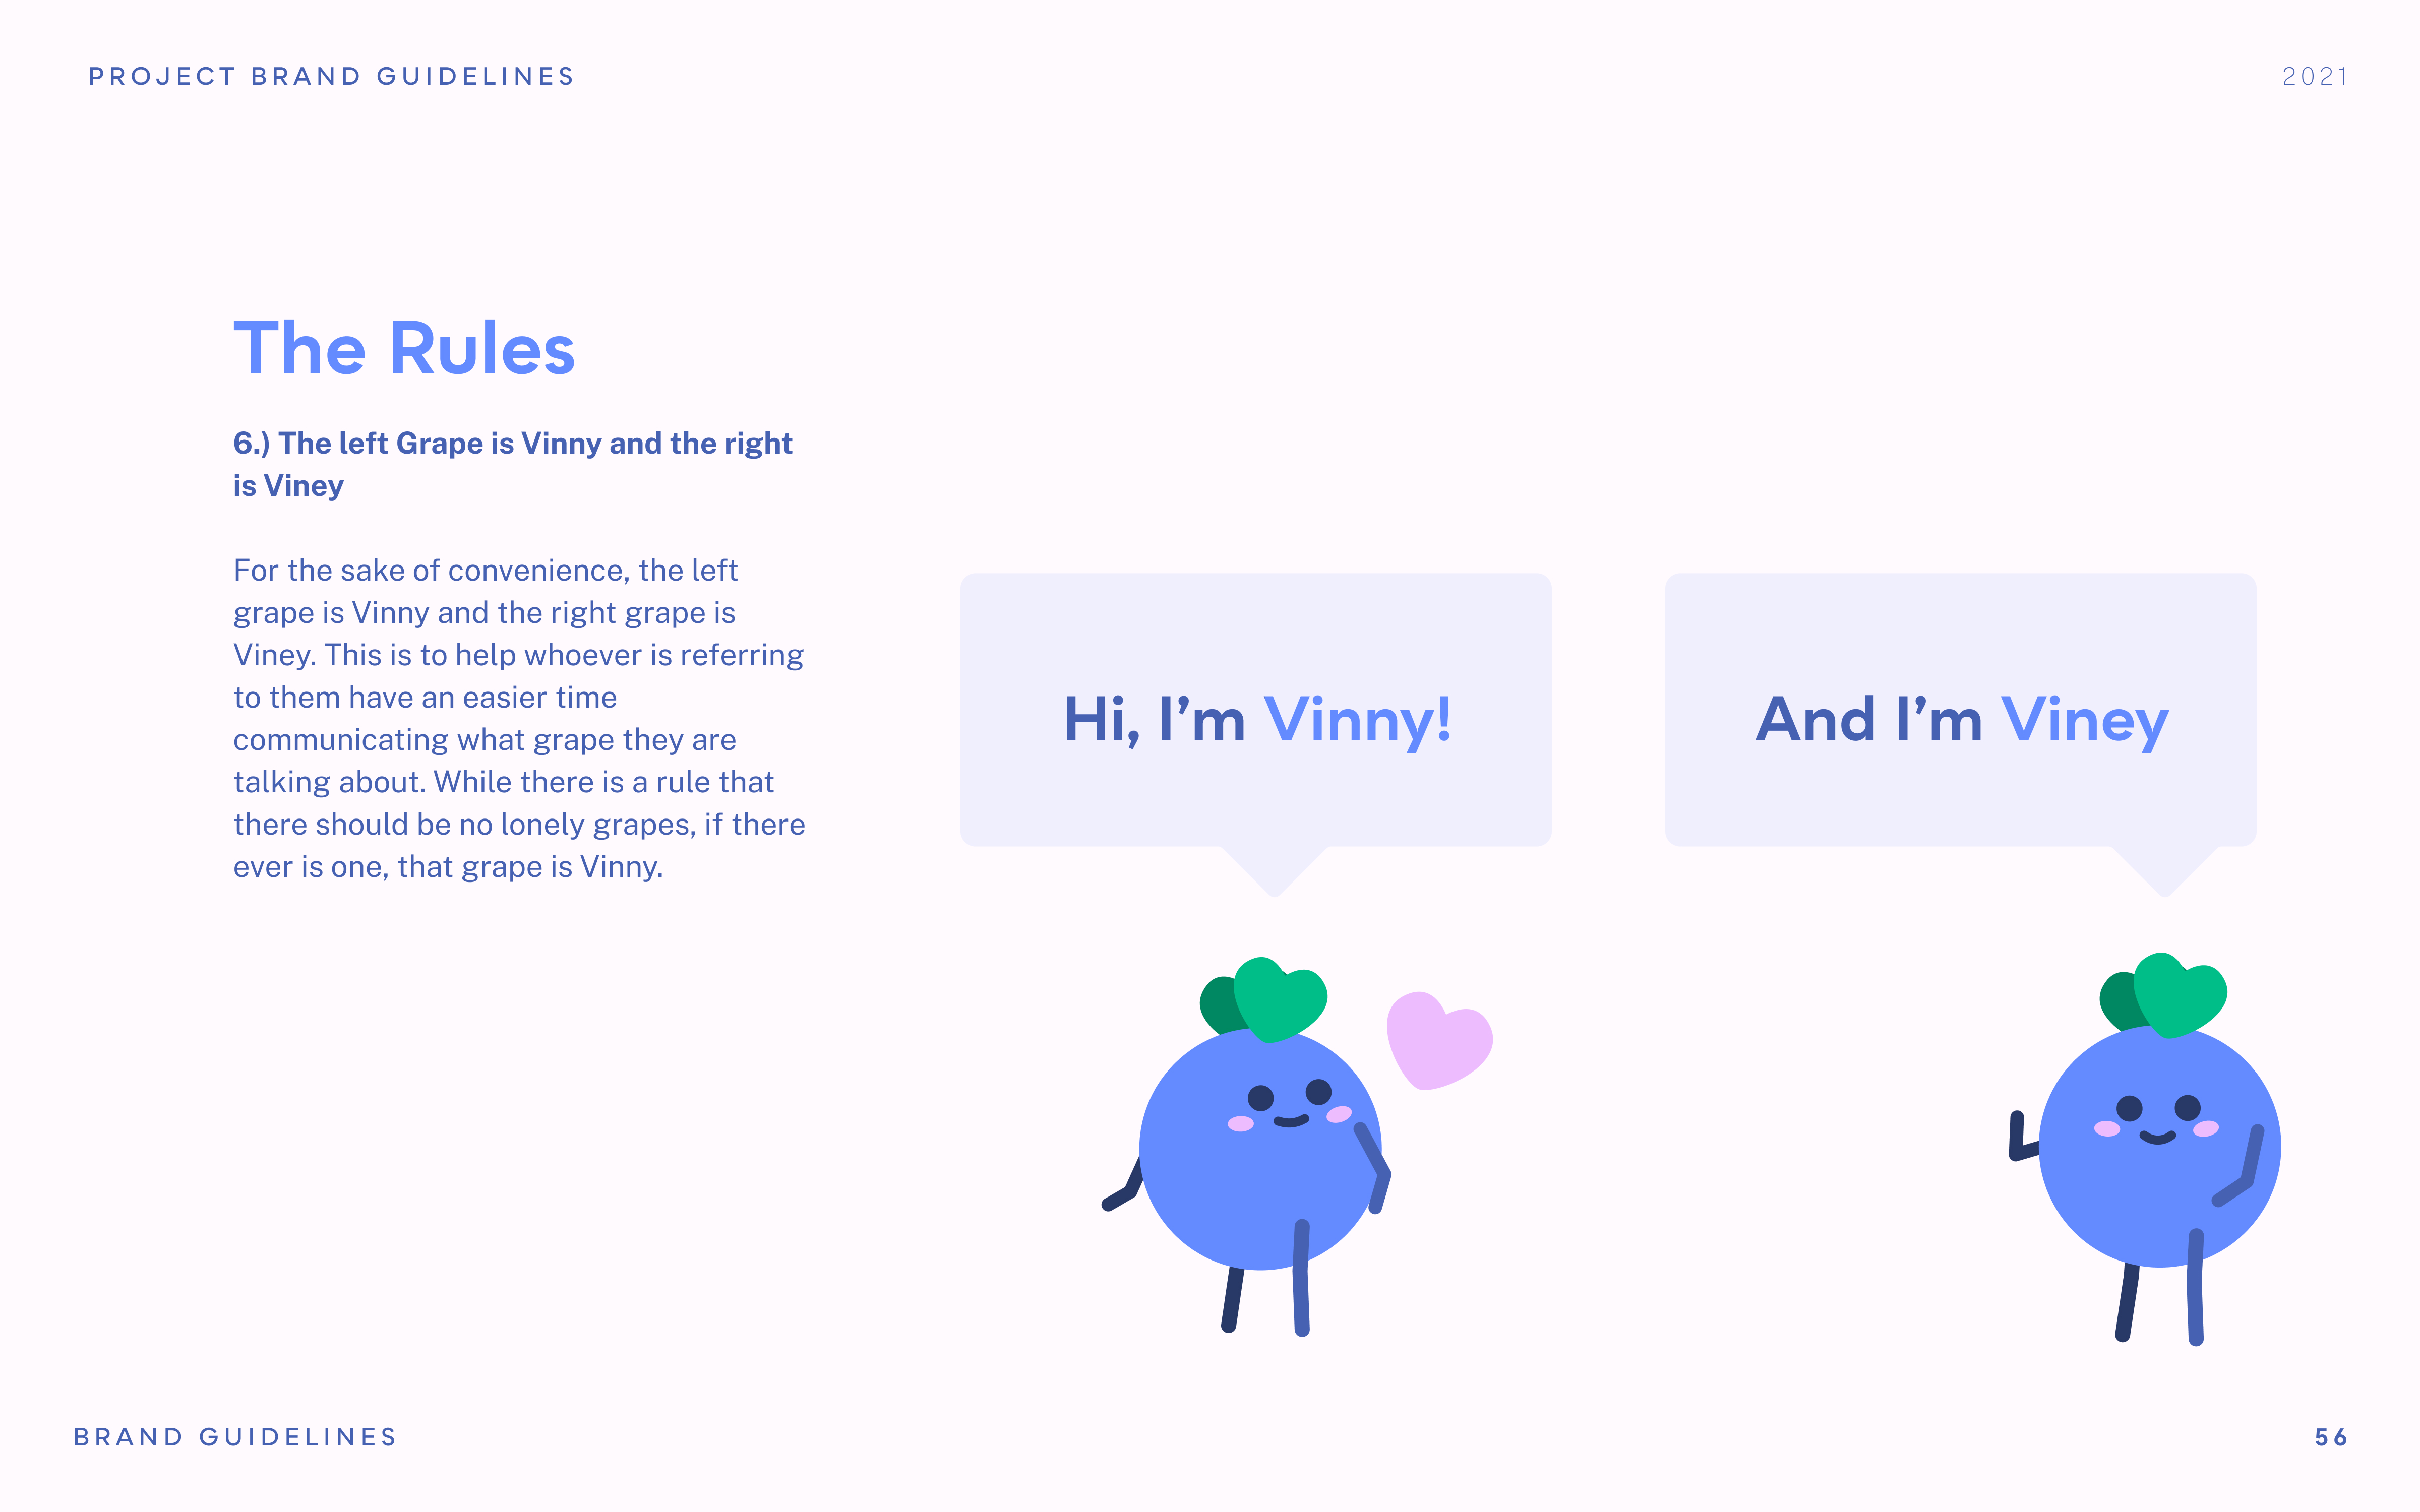 PROJECT BRAND GUIDELINES
2021
The Rules
6.) The left Grape is Vinny and the right
is Viney
For the sake of convenience, the left
grape is Vinny and the right grape is
Viney. This is to help whoever is referring
to them have an easier time
communicating what grape they are
talking about. While there is a rule that
there should be no lonely grapes, if there
ever is one, that grape is Vinny.
Hi, I’m Vinny!
And I’m Viney
BRAND GUIDELINES
56